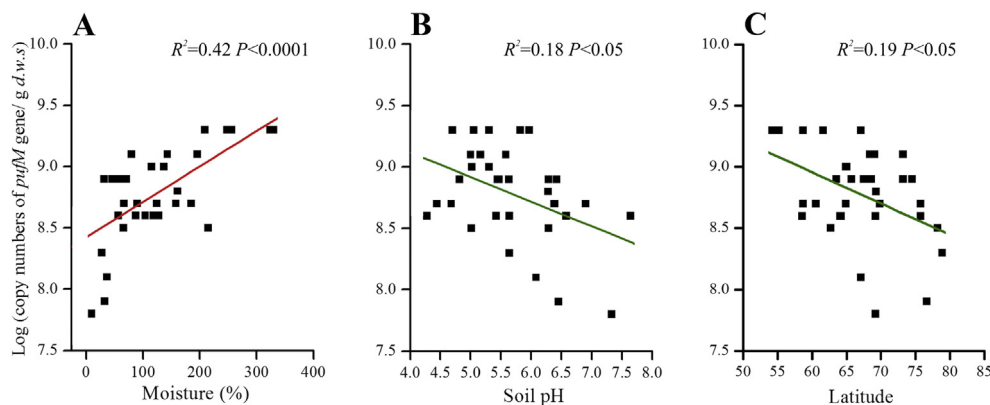 A
R²=0.42 P<0.0001
Log (copy numbers of pufM gene/ g d.w.s)
10.0
9.5
9.0
8.5
8.0
7.5
0 100 200 300 400
Moisture (%)
B
R²=0.18 P<0.05
10.0
9.5
9.0
8.5
8.0
7.5
4.0 4.5 5.0 5.5 6.0 6.5 7.0 7.5 8.0
Soil pH
C
R²=0.19 P<0.05
10.0
9.5
9.0
8.5
8.0
7.5
50 55 60 65 70 75 80 85
Latitude